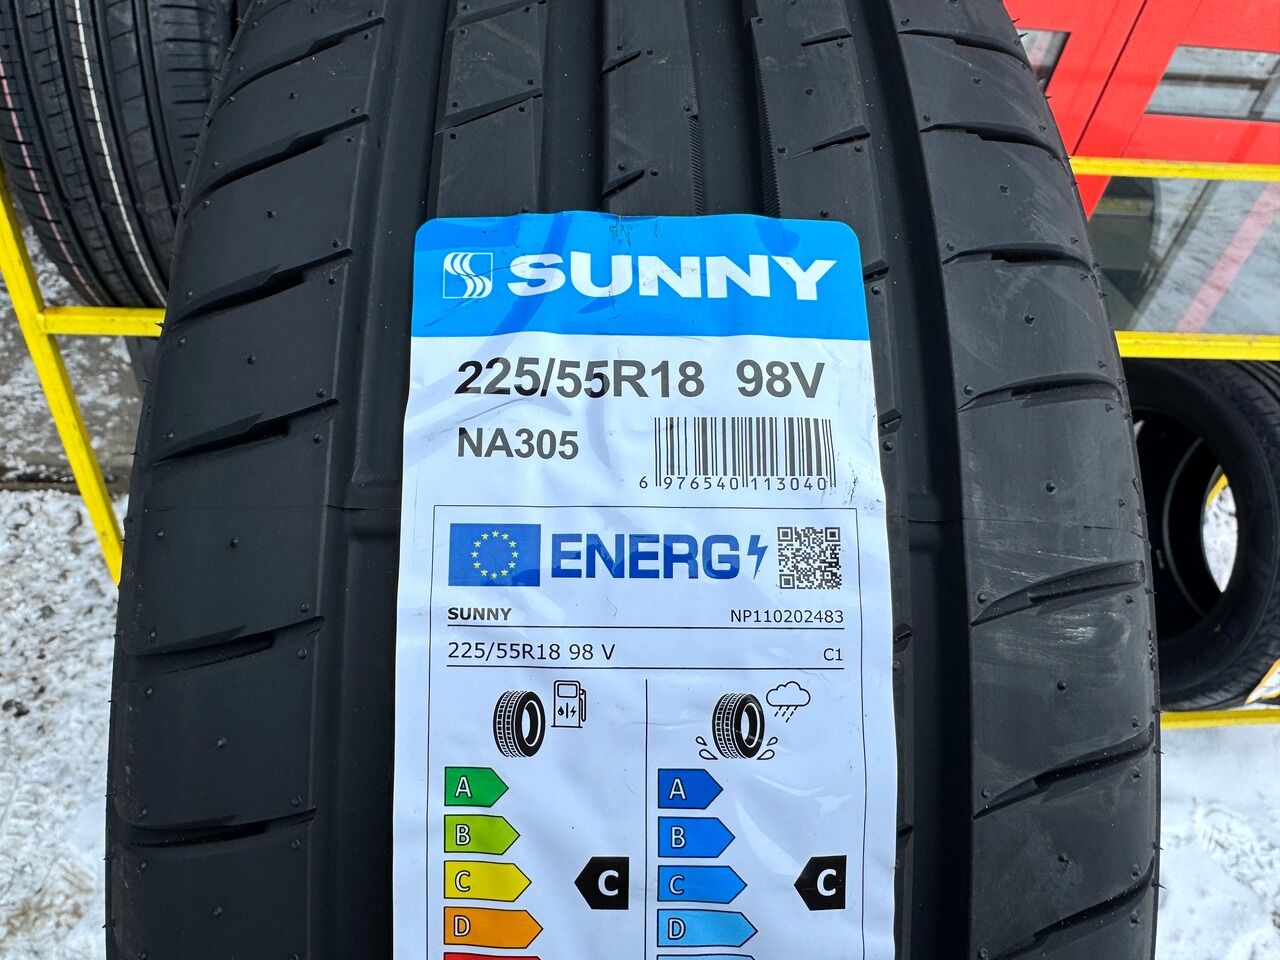 SUNNY
225/55R18 98V
NA305
6 976540 113040
ENERG
SUNNY NP110202483
225/55R18 98 V C1
A A
B B
C C C C
D D